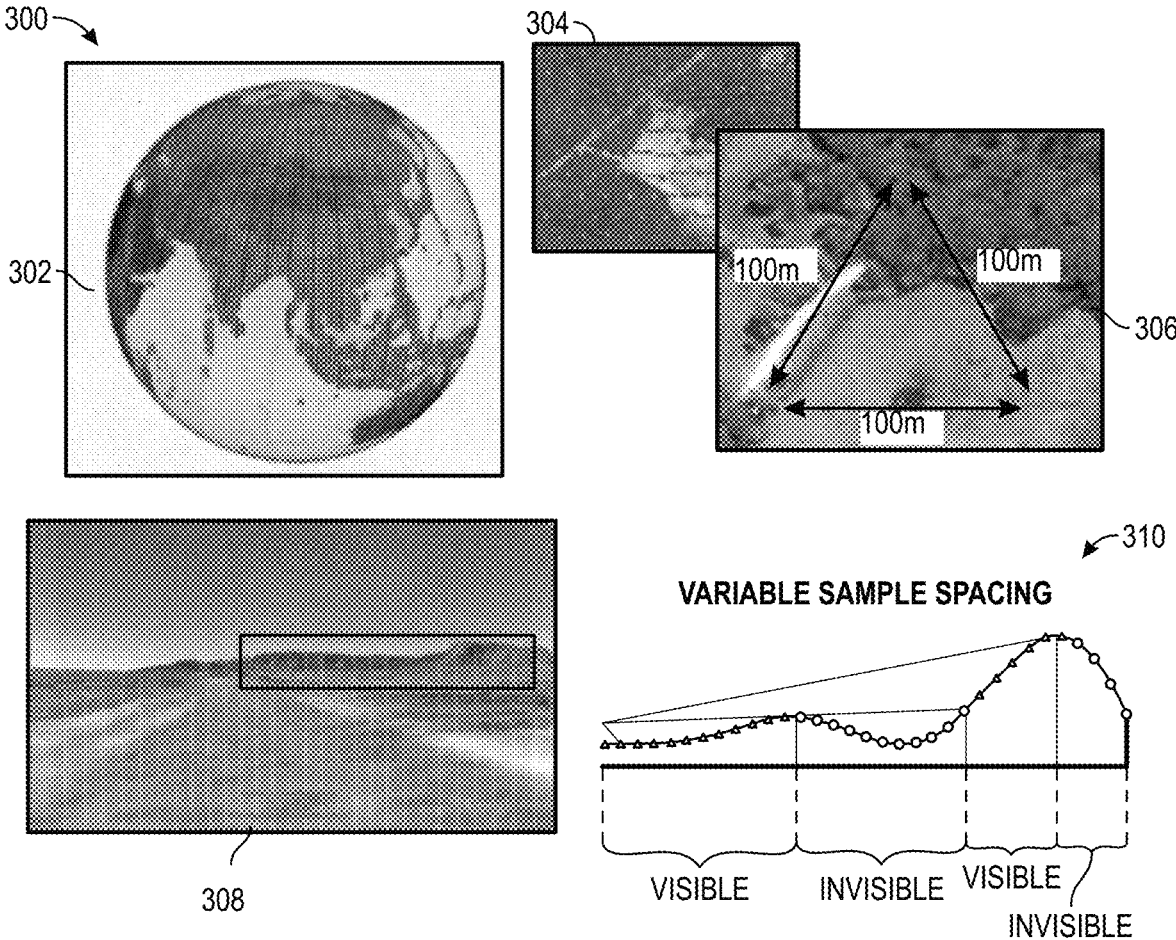 300
304
302
100m
100m
306
100m
310
VARIABLE SAMPLE SPACING
308
VISIBLE
INVISIBLE
VISIBLE
INVISIBLE